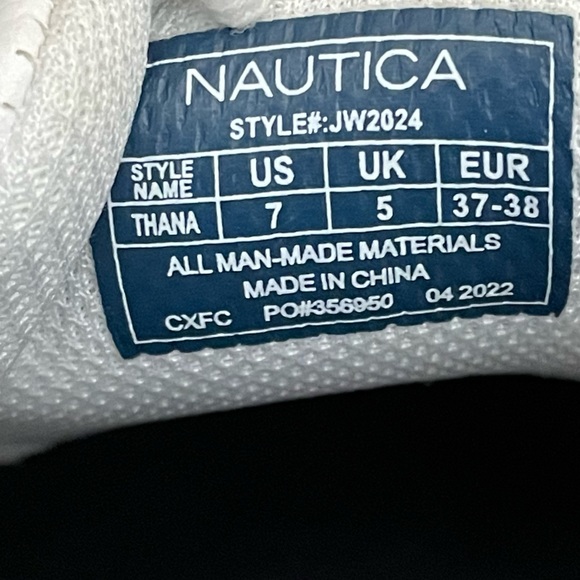 NAUTICA
STYLE#:JW2024
STYLE NAME US UK EUR
THANA 7 5 37-38
ALL MAN-MADE MATERIALS
MADE IN CHINA
CXFC PO#356950 04 2022